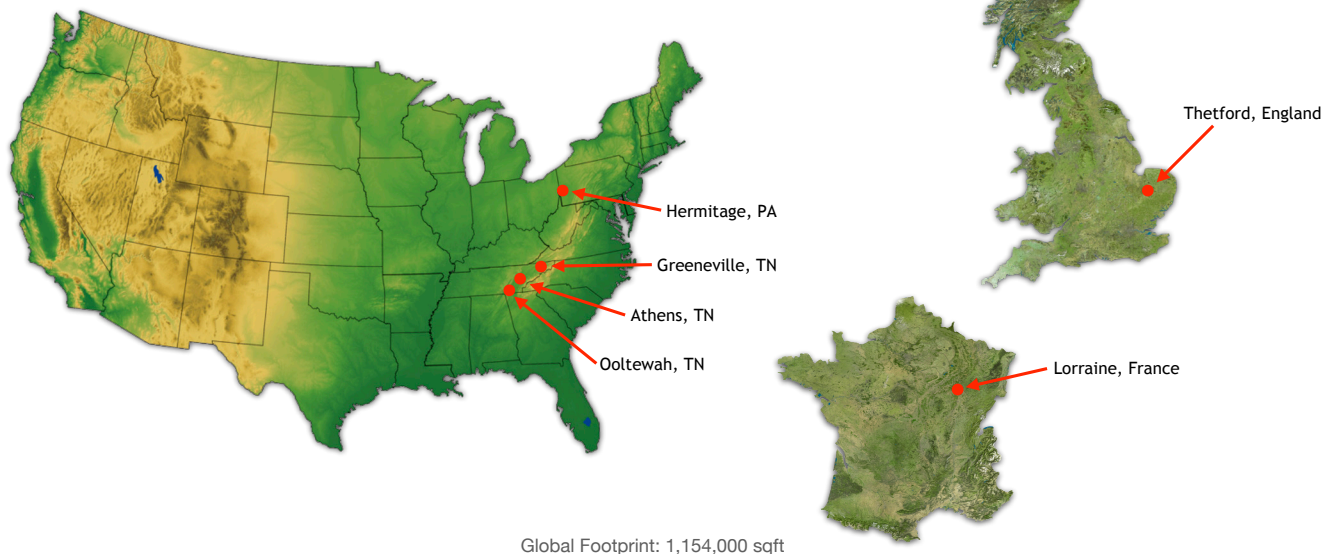 Thetford, England
Hermitage, PA
Greeneville, TN
Athens, TN
Ooltewah, TN
Lorraine, France
Global Footprint: 1,154,000 sqft